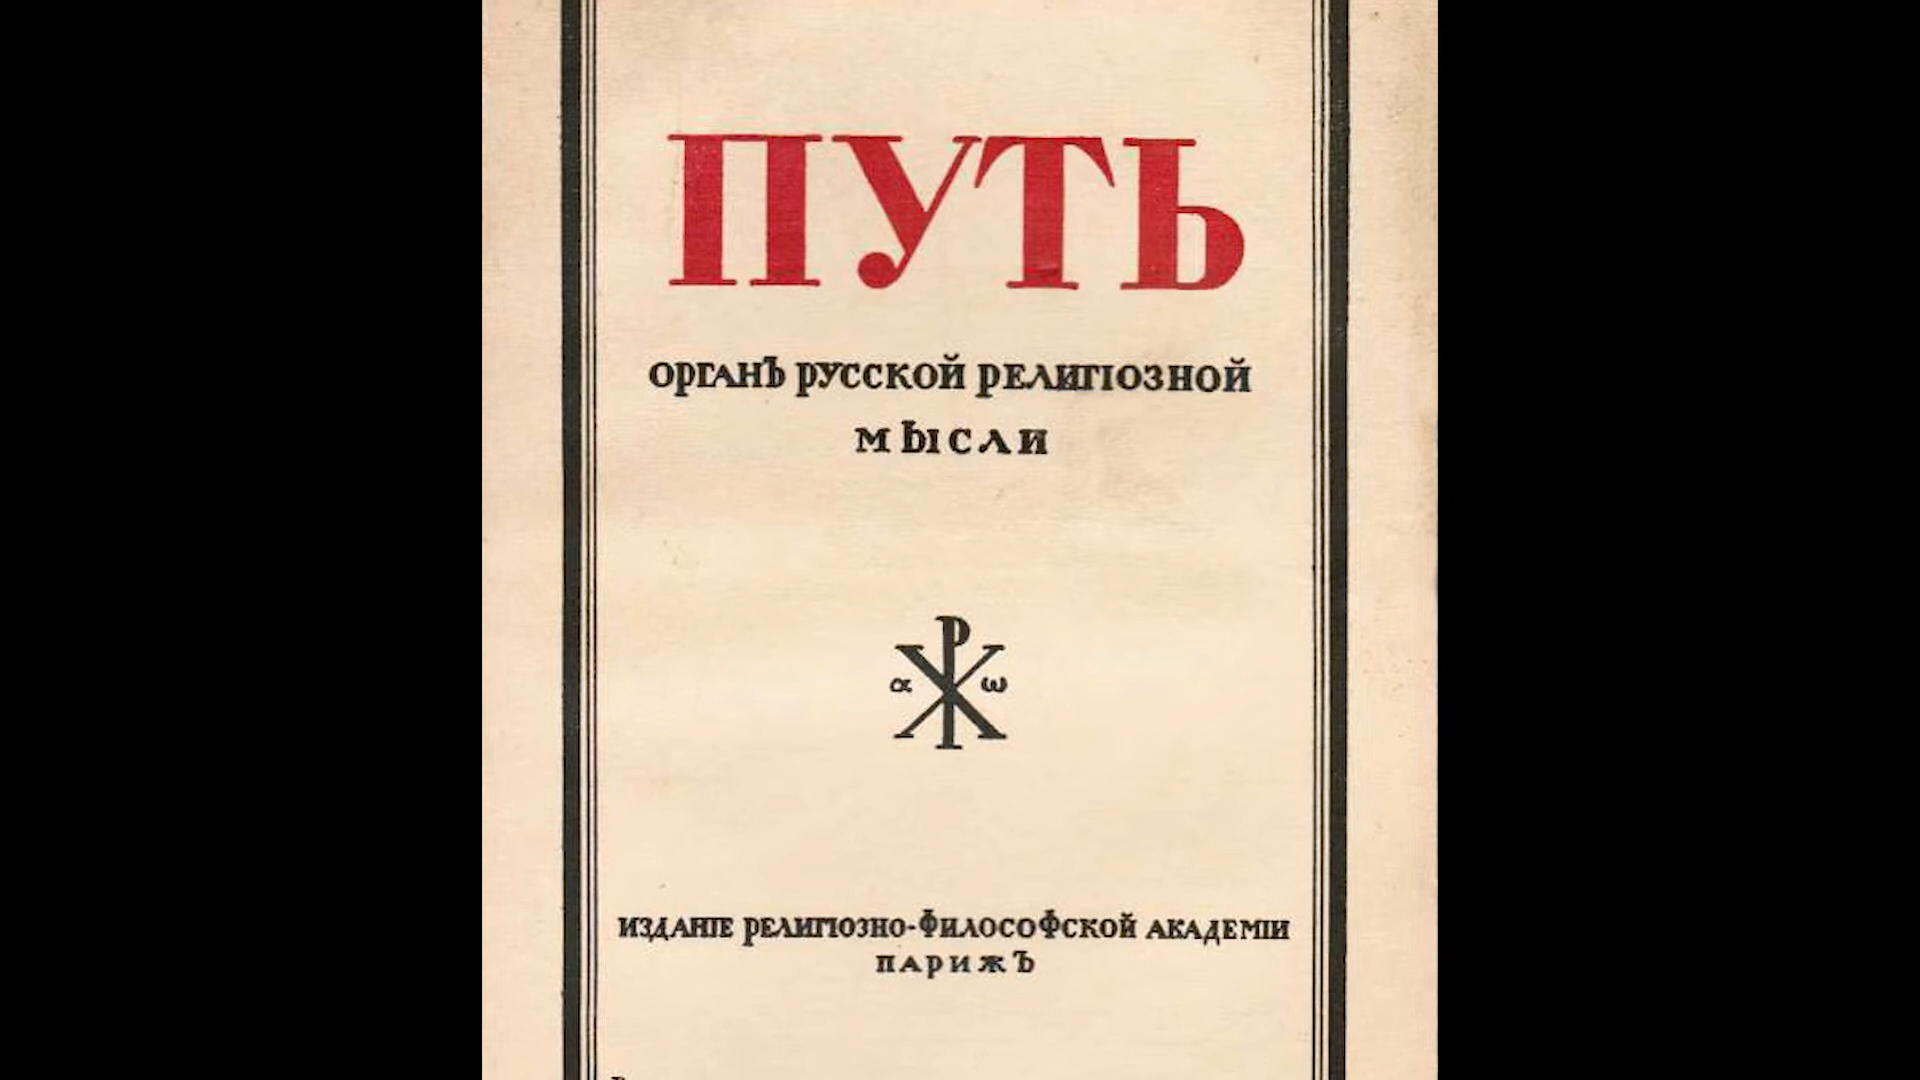 ПУТЬ
ОРГАНЪ РУССКОЙ РЕЛИГІОЗНОЙ
МЫСЛИ
Р
Х
α ω
ИЗДАНІЕ РЕЛИГІОЗНО-ФИЛОСОФСКОЙ АКАДЕМІИ
ПАРИЖЪ